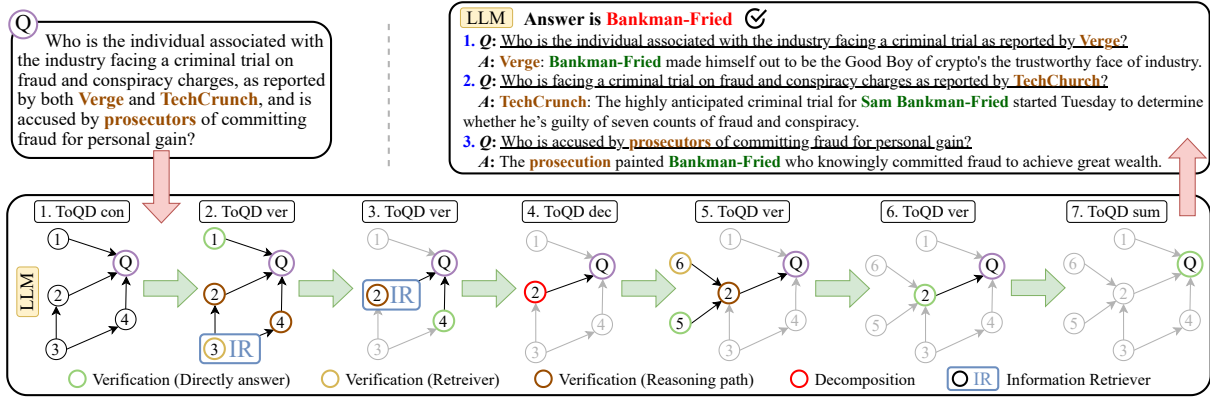 Q
Who is the individual associated with
the industry facing a criminal trial on
fraud and conspiracy charges, as reported
by both Verge and TechCrunch, and is
accused by prosecutors of committing
fraud for personal gain?
LLM Answer is Bankman-Fried
1. Q: Who is the individual associated with the industry facing a criminal trial as reported by Verge?
A: Verge: Bankman-Fried made himself out to be the Good Boy of crypto's the trustworthy face of industry.
2. Q: Who is facing a criminal trial on fraud and conspiracy charges as reported by TechChurch?
A: TechCrunch: The highly anticipated criminal trial for Sam Bankman-Fried started Tuesday to determine
whether he's guilty of seven counts of fraud and conspiracy.
3. Q: Who is accused by prosecutors of committing fraud for personal gain?
A: The prosecution painted Bankman-Fried who knowingly committed fraud to achieve great wealth.
1. ToQD con
2. ToQD ver
3. ToQD ver
4. ToQD dec
5. ToQD ver
6. ToQD ver
7. ToQD sum
LLM
1 Q 2 4 3
1 Q 2 4 3 IR
1 Q 2 IR 4 3
1 Q 2 4 3
1 6 Q 2 5 4 3
1 6 Q 2 5 4 3
1 6 Q 2 5 4 3
Verification (Directly answer)
Verification (Retreiver)
Verification (Reasoning path)
Decomposition
IR Information Retriever